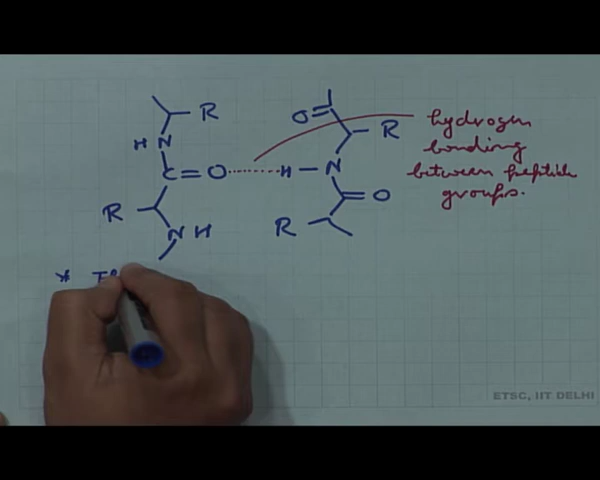 R
H N
C = O ........ H — N
R
N H
O
R
O
R
hydrogen
bonding
between peptide
groups.
*
ETSC, IIT DELHI